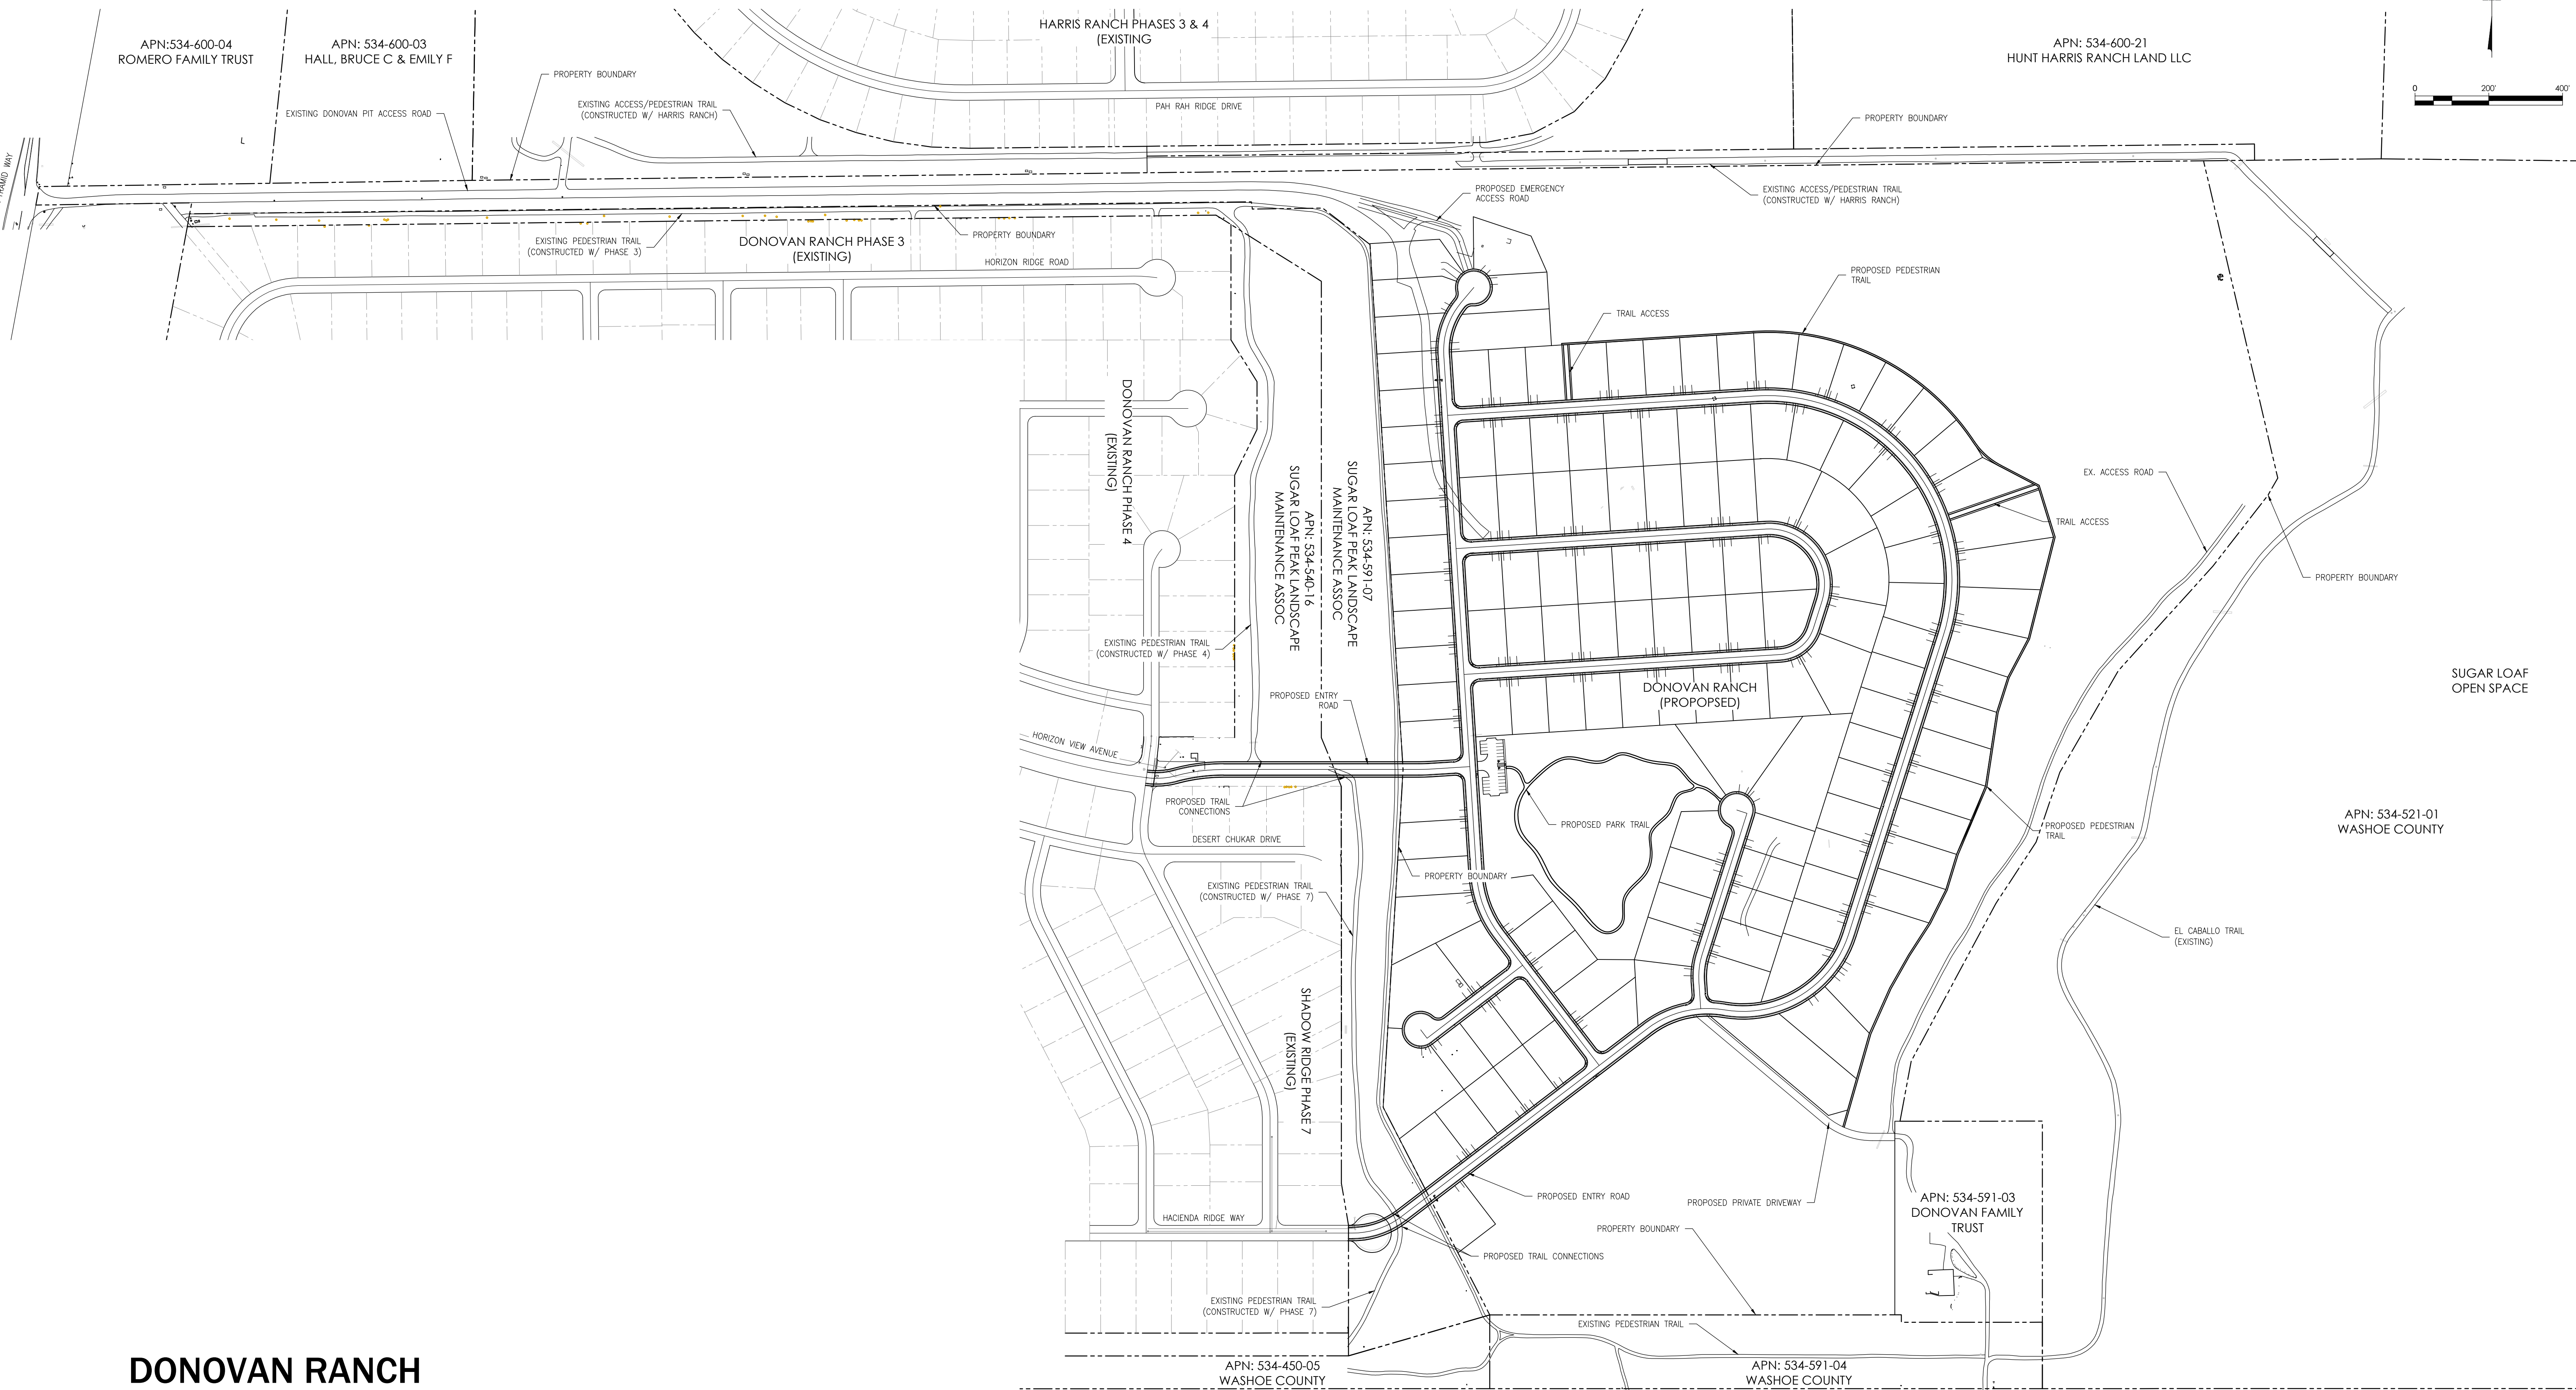 HARRIS RANCH PHASES 3 & 4
(EXISTING
APN:534-600-04
ROMERO FAMILY TRUST
APN: 534-600-03
HALL, BRUCE C & EMILY F
APN: 534-600-21
HUNT HARRIS RANCH LAND LLC
0
200'
400'
PROPERTY BOUNDARY
EXISTING ACCESS/PEDESTRIAN TRAIL
(CONSTRUCTED W/ HARRIS RANCH)
EXISTING DONOVAN PIT ACCESS ROAD
PAH RAH RIDGE DRIVE
PROPERTY BOUNDARY
PROPOSED EMERGENCY
ACCESS ROAD
EXISTING ACCESS/PEDESTRIAN TRAIL
(CONSTRUCTED W/ HARRIS RANCH)
EXISTING PEDESTRIAN TRAIL
(CONSTRUCTED W/ PHASE 3)
DONOVAN RANCH PHASE 3
(EXISTING)
PROPERTY BOUNDARY
HORIZON RIDGE ROAD
PROPOSED PEDESTRIAN
TRAIL
TRAIL ACCESS
DONOVAN RANCH PHASE 4
(EXISTING)
APN: 534-540-16
SUGAR LOAF PEAK LANDSCAPE
MAINTENANCE ASSOC
APN: 534-591-07
SUGAR LOAF PEAK LANDSCAPE
MAINTENANCE ASSOC
EX. ACCESS ROAD
TRAIL ACCESS
PROPERTY BOUNDARY
EXISTING PEDESTRIAN TRAIL
(CONSTRUCTED W/ PHASE 4)
PROPOSED ENTRY
ROAD
DONOVAN RANCH
(PROPOPSED)
SUGAR LOAF
OPEN SPACE
HORIZON VIEW AVENUE
PROPOSED TRAIL
CONNECTIONS
DESERT CHUKAR DRIVE
PROPOSED PARK TRAIL
PROPOSED PEDESTRIAN
TRAIL
APN: 534-521-01
WASHOE COUNTY
EXISTING PEDESTRIAN TRAIL
(CONSTRUCTED W/ PHASE 7)
PROPERTY BOUNDARY
EL CABALLO TRAIL
(EXISTING)
SHADOW RIDGE PHASE 7
(EXISTING)
HACIENDA RIDGE WAY
PROPOSED ENTRY ROAD
PROPOSED PRIVATE DRIVEWAY
PROPERTY BOUNDARY
APN: 534-591-03
DONOVAN FAMILY
TRUST
PROPOSED TRAIL CONNECTIONS
EXISTING PEDESTRIAN TRAIL
(CONSTRUCTED W/ PHASE 7)
EXISTING PEDESTRIAN TRAIL
APN: 534-450-05
WASHOE COUNTY
APN: 534-591-04
WASHOE COUNTY
DONOVAN RANCH